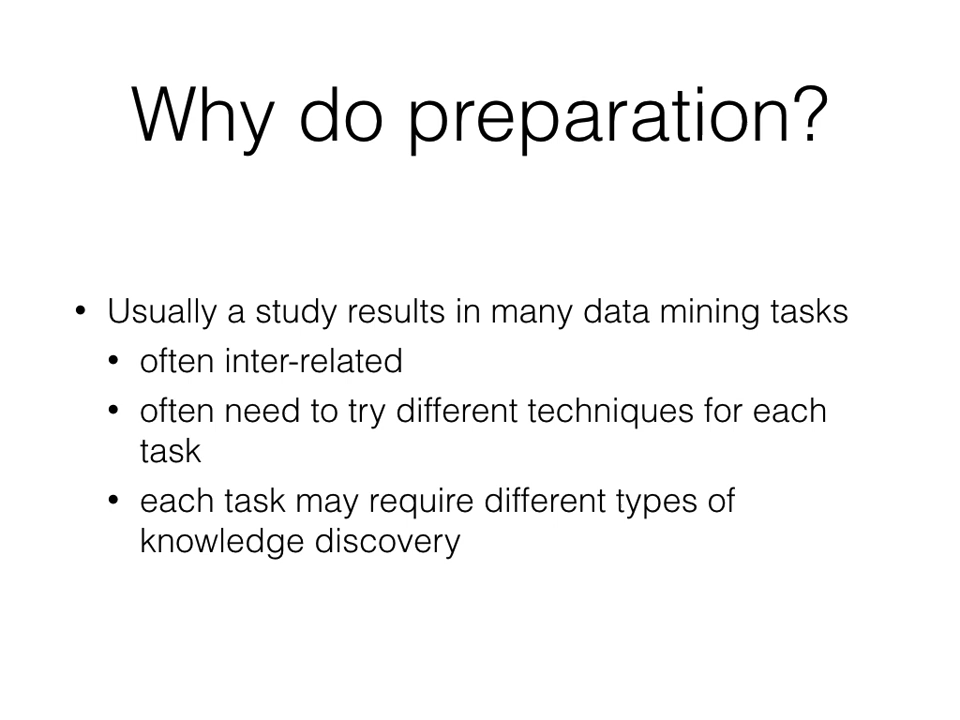 Why do preparation?
• Usually a study results in many data mining tasks
• often inter-related
• often need to try different techniques for each
task
• each task may require different types of
knowledge discovery